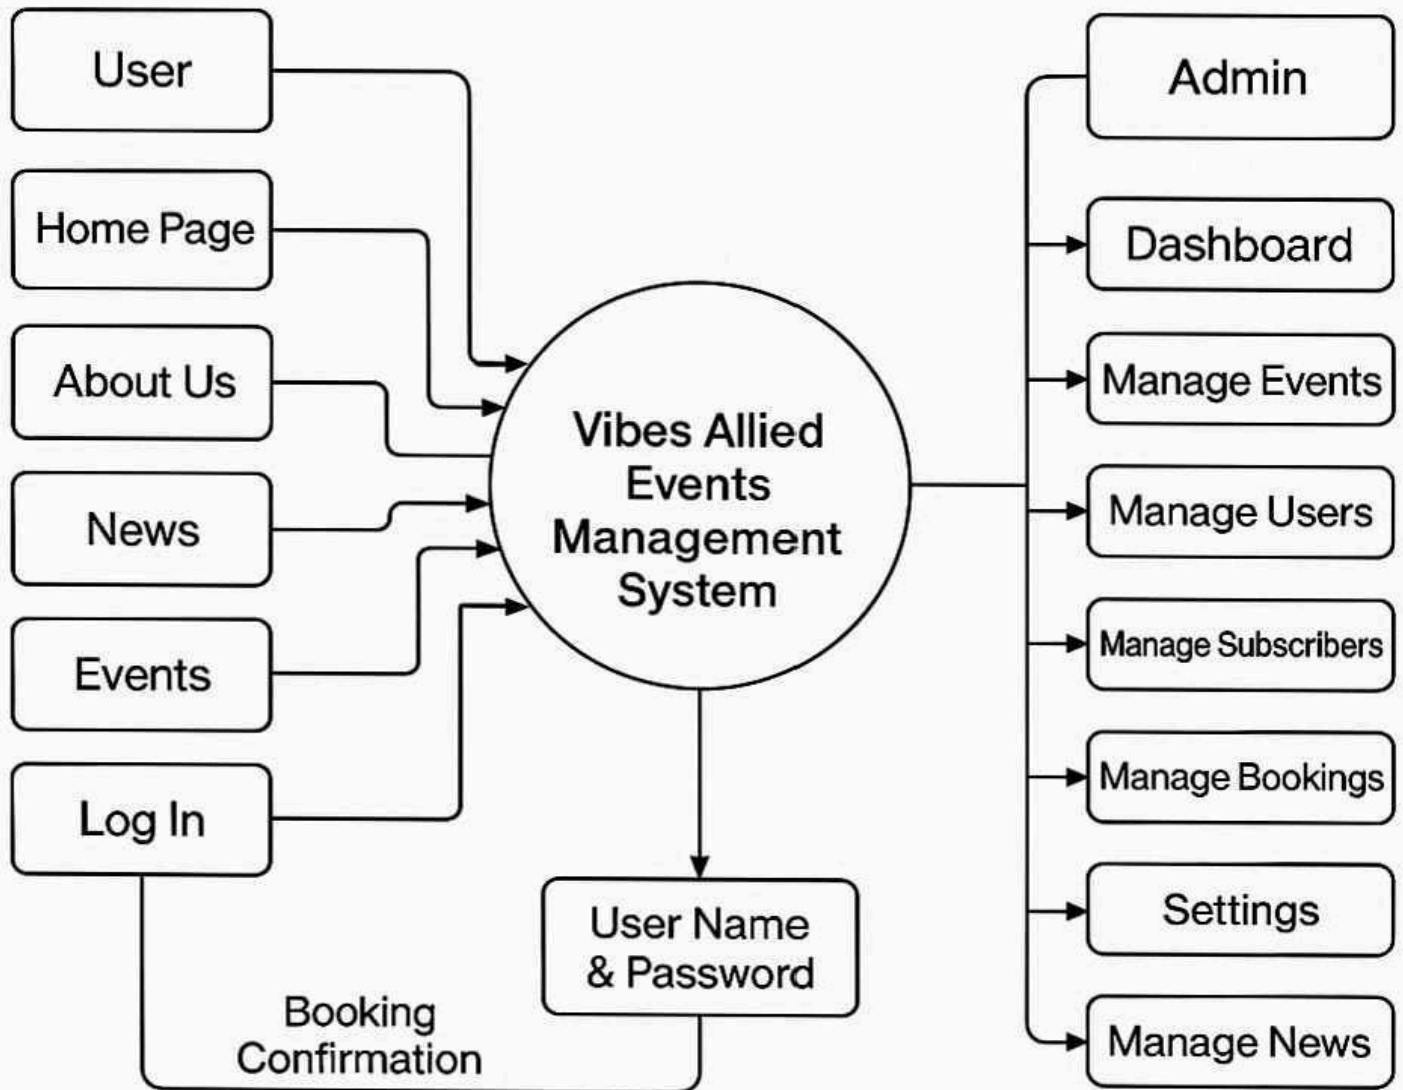 User
Home Page
About Us
News
Events
Log In
Vibes Allied
Events
Management
System
User Name
& Password
Booking
Confirmation
Admin
Dashboard
Manage Events
Manage Users
Manage Subscribers
Manage Bookings
Settings
Manage News